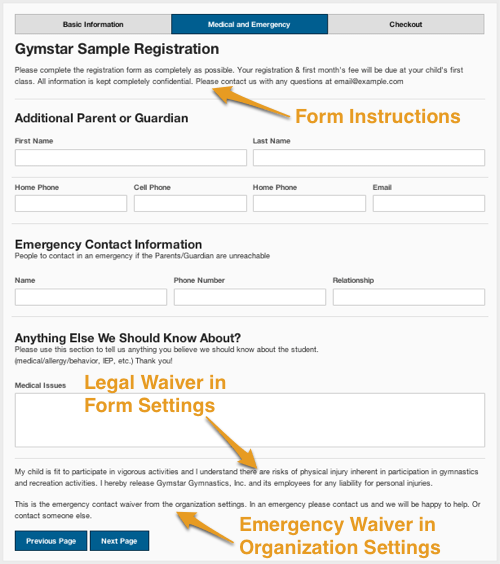 Basic Information
Medical and Emergency
Checkout
Gymstar Sample Registration
Please complete the registration form as completely as possible. Your registration & first month's fee will be due at your child's first
class. All information is kept completely confidential. Please contact us with any questions at email@example.com
Form Instructions
Additional Parent or Guardian
First Name
Last Name
Home Phone
Cell Phone
Home Phone
Email
Emergency Contact Information
People to contact in an emergency if the Parents/Guardian are unreachable
Name
Phone Number
Relationship
Anything Else We Should Know About?
Please use this section to tell us anything you believe we should know about the student.
(medical/allergy/behavior, IEP, etc.) Thank you!
Medical Issues
Legal Waiver in
Form Settings
My child is fit to participate in vigorous activities and I understand there are risks of physical injury inherent in participation in gymnastics
and recreation activities. I hereby release Gymstar Gymnastics, Inc. and its employees for any liability for personal injuries.
This is the emergency contact waiver from the organization settings. In an emergency please contact us and we will be happy to help. Or
contact someone else.
Emergency Waiver in
Organization Settings
Previous Page
Next Page